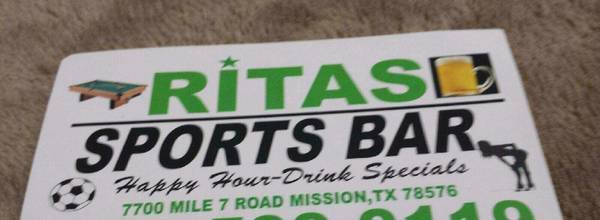 RITAS
SPORTS BAR
Happy Hour-Drink Specials
7700 MILE 7 ROAD MISSION,TX 78576